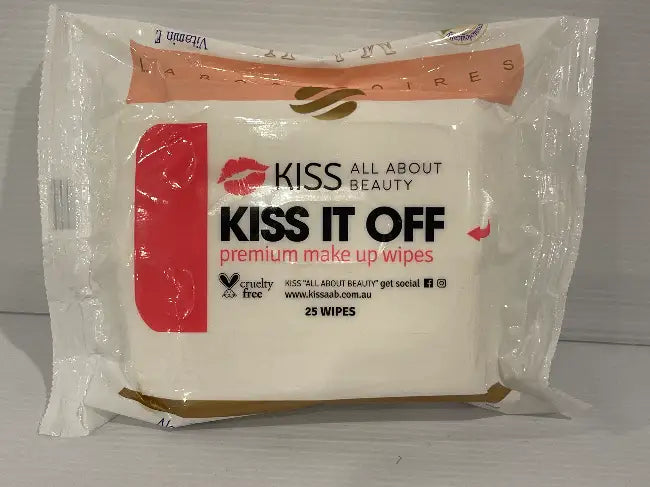 Vitamin E
LABORATOIRES
KISS ALL ABOUT
BEAUTY
KISS IT OFF
premium make up wipes
cruelty
free
KISS "ALL ABOUT BEAUTY" get social
www.kissaab.com.au
25 WIPES